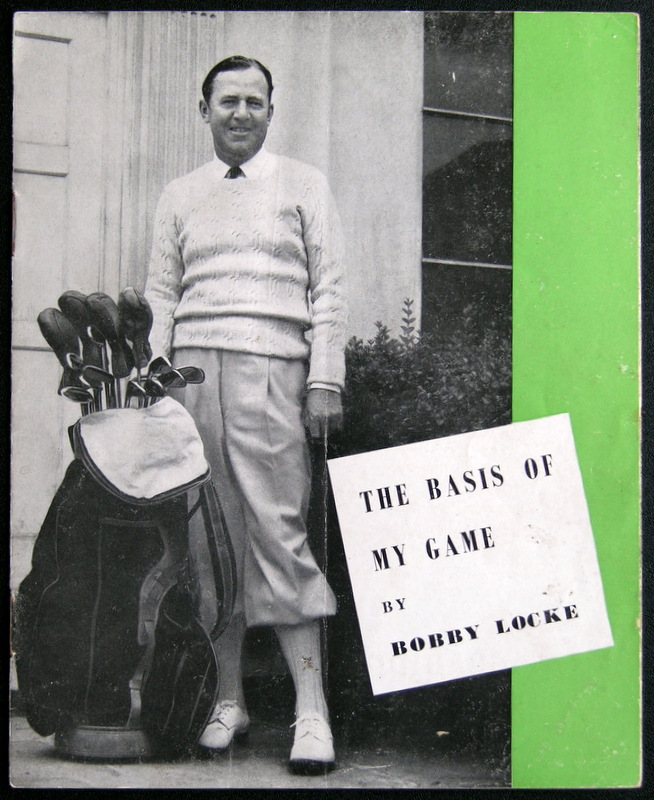 THE BASIS OF
MY GAME
BY
BOBBY LOCKE